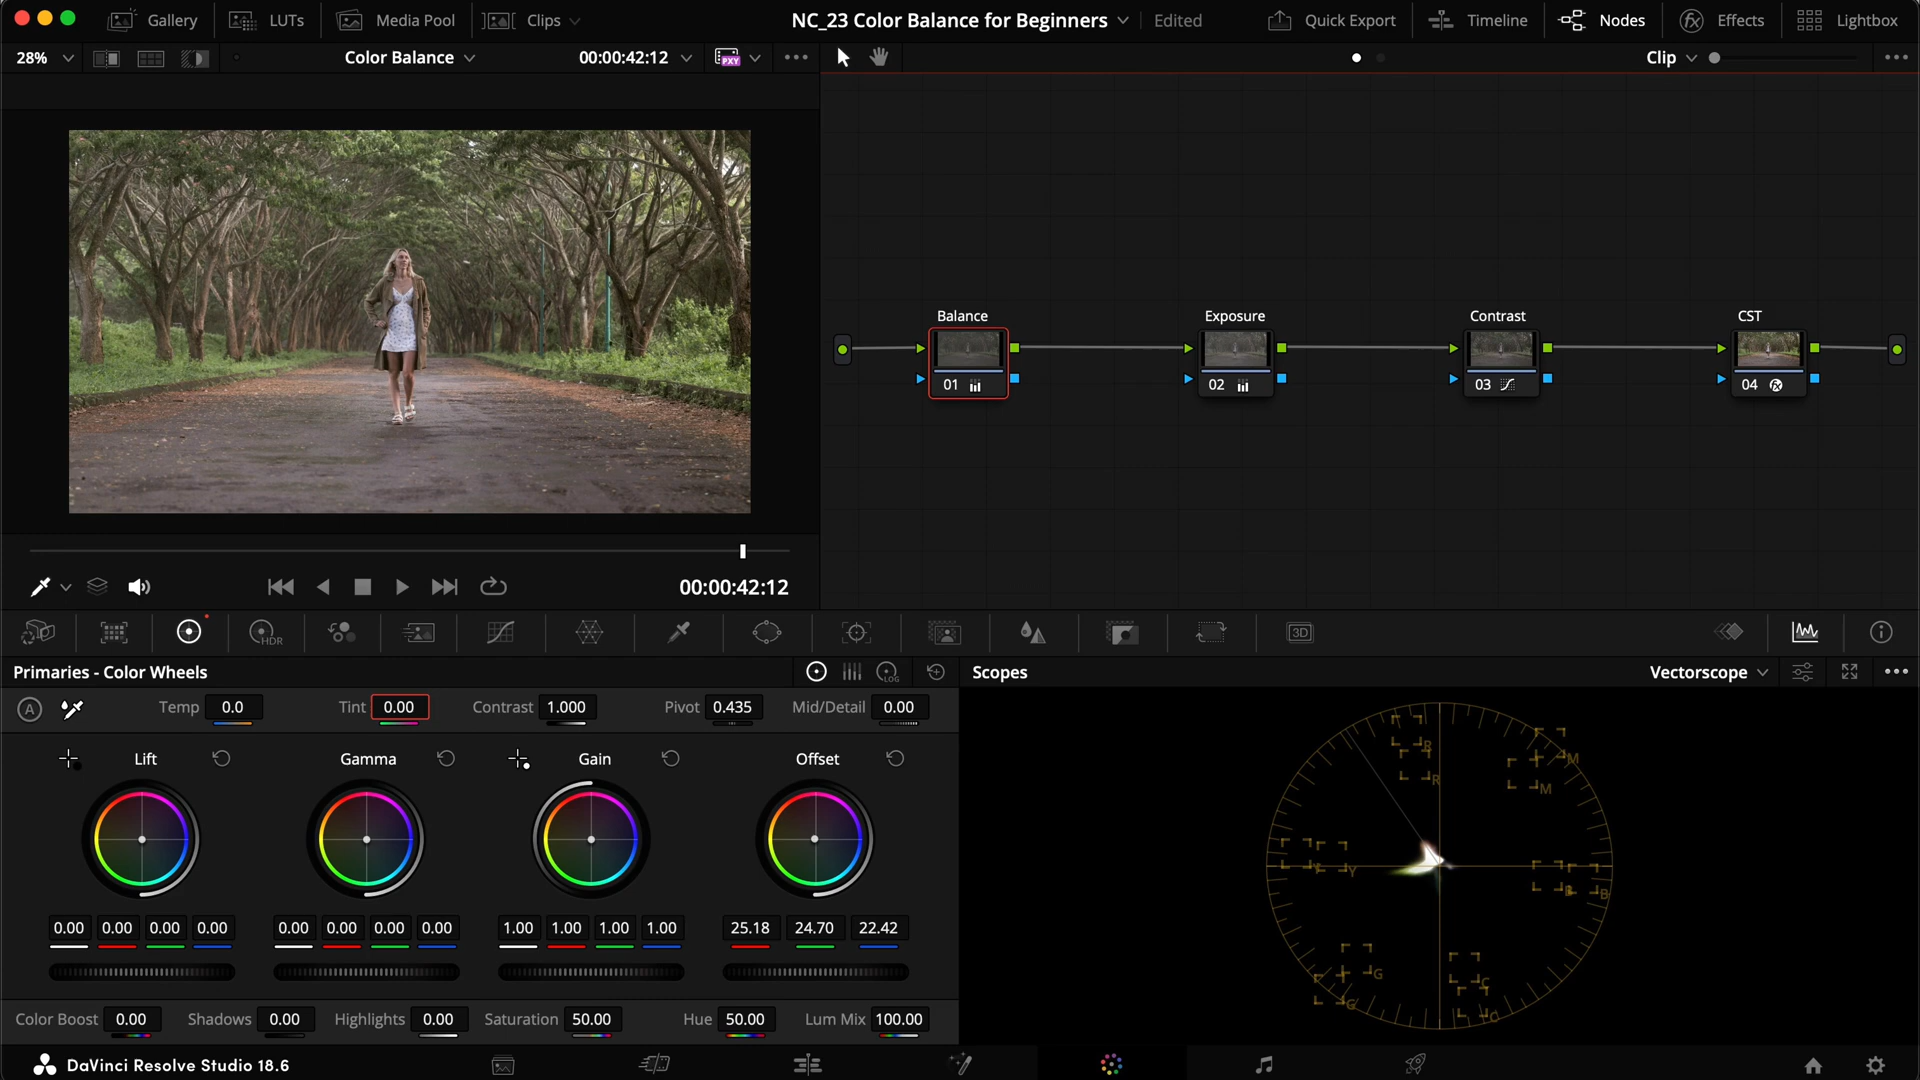 Gallery LUTs Media Pool Clips NC_23 Color Balance for Beginners Edited Quick Export Timeline Nodes Effects Lightbox
28% Color Balance 00:00:42:12 PXY Clip
Balance Exposure Contrast CST
01 02 03 04
00:00:42:12
HDR 3D
Primaries - Color Wheels LOG Scopes Vectorscope
A Temp 0.0 Tint 0.00 Contrast 1.000 Pivot 0.435 Mid/Detail 0.00
Lift Gamma Gain Offset
0.00 0.00 0.00 0.00 0.00 0.00 0.00 0.00 1.00 1.00 1.00 1.00 25.18 24.70 22.42
Color Boost 0.00 Shadows 0.00 Highlights 0.00 Saturation 50.00 Hue 50.00 Lum Mix 100.00
R
R
M
M
Y
Y
B
B
G
G
C
C
DaVinci Resolve Studio 18.6